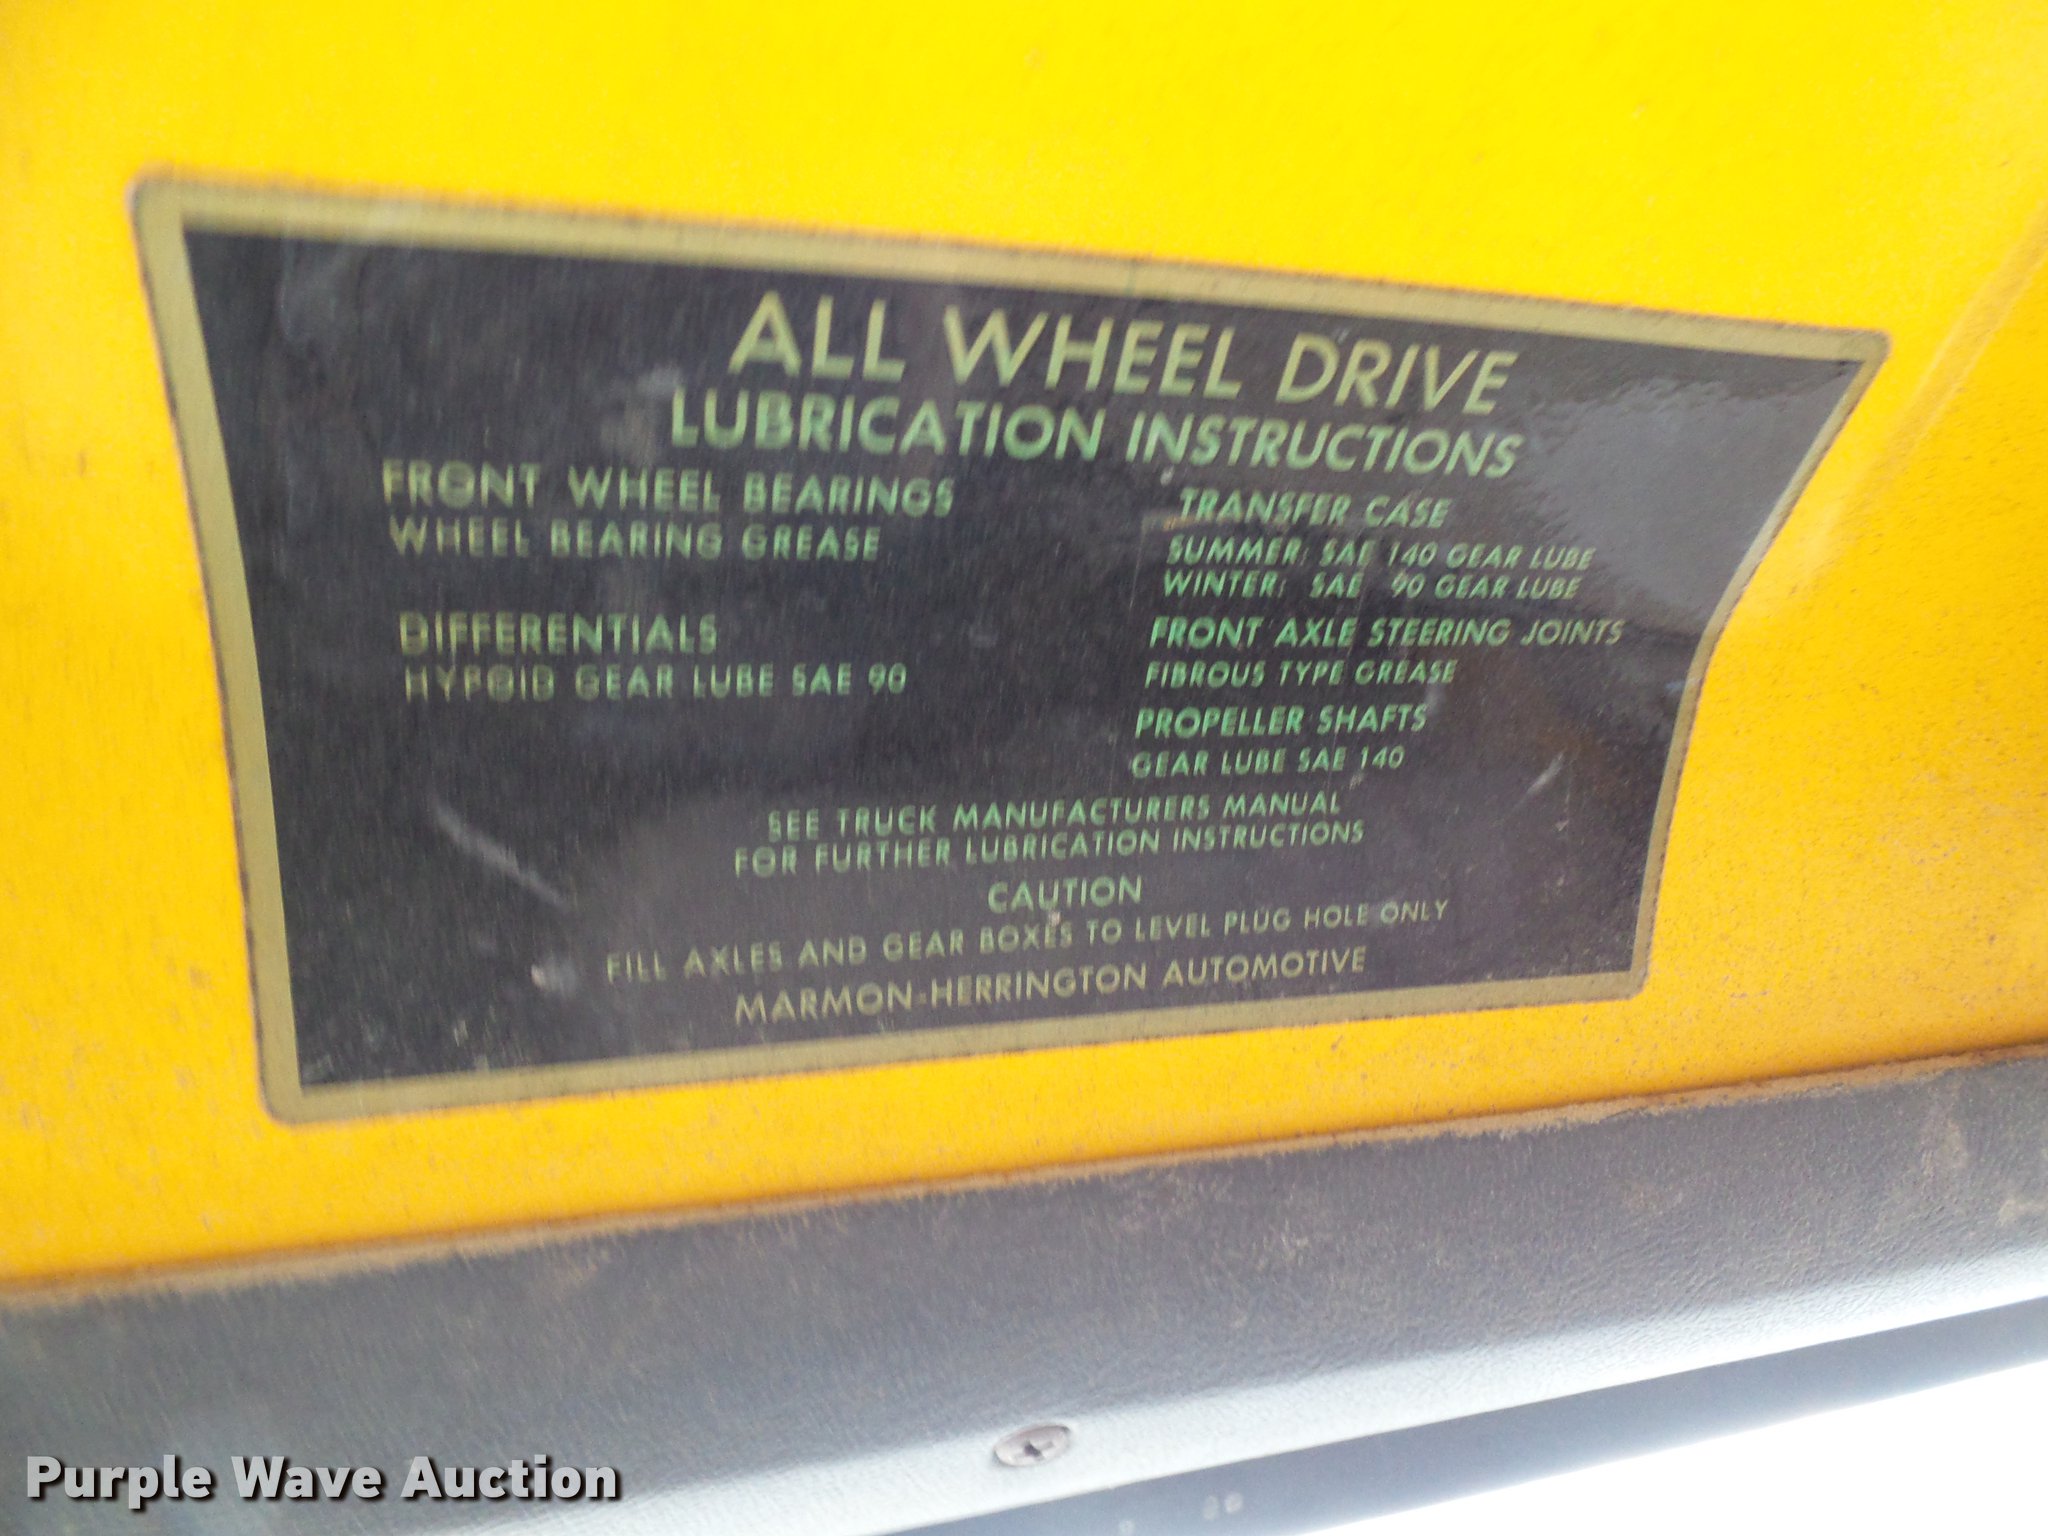 ALL WHEEL DRIVE
LUBRICATION INSTRUCTIONS
FRONT WHEEL BEARINGS
WHEEL BEARING GREASE
DIFFERENTIALS
HYPOID GEAR LUBE SAE 90
TRANSFER CASE
SUMMER: SAE 140 GEAR LUBE
WINTER: SAE 90 GEAR LUBE
FRONT AXLE STEERING JOINTS
FIBROUS TYPE GREASE
PROPELLER SHAFTS
GEAR LUBE SAE 140
SEE TRUCK MANUFACTURERS MANUAL
FOR FURTHER LUBRICATION INSTRUCTIONS
CAUTION
FILL AXLES AND GEAR BOXES TO LEVEL PLUG HOLE ONLY
MARMON-HERRINGTON AUTOMOTIVE
Purple Wave Auction